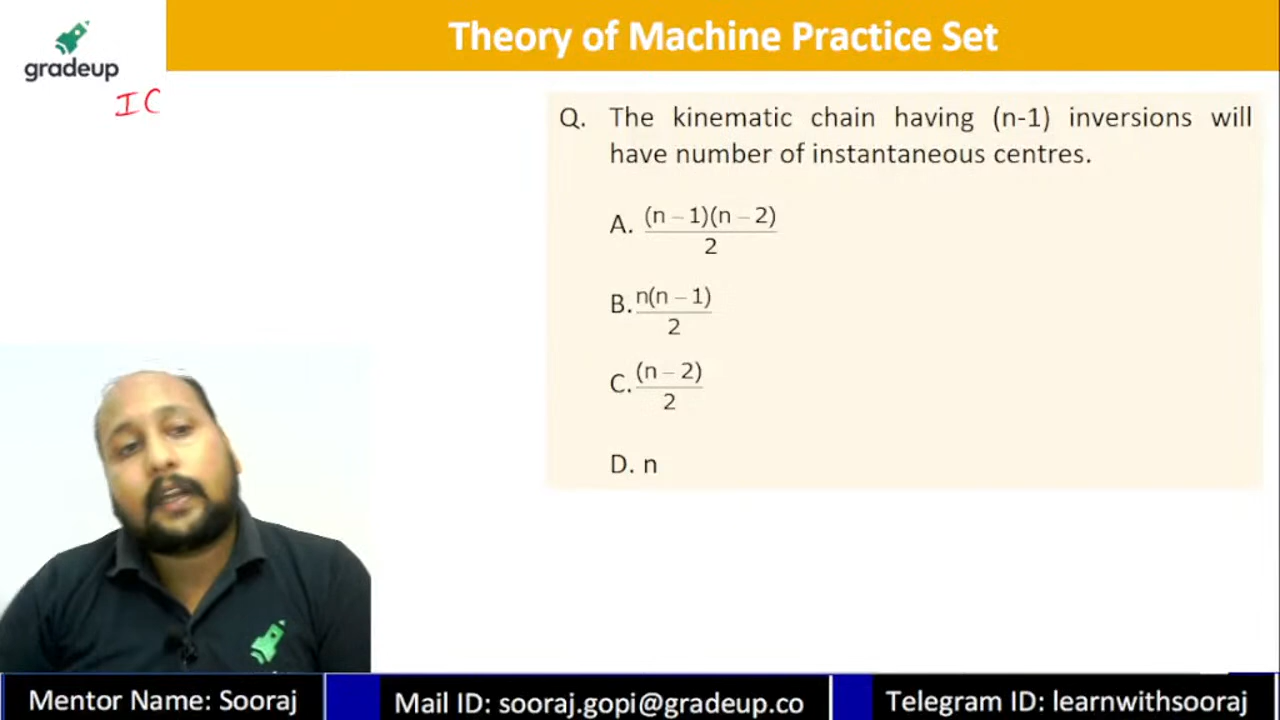 Theory of Machine Practice Set
gradeup
IC
Q. The kinematic chain having (n-1) inversions will
have number of instantaneous centres.
A. (n – 1)(n – 2)
2
B. n(n – 1)
2
C. (n – 2)
2
D. n
Mentor Name: Sooraj
Mail ID: sooraj.gopi@gradeup.co
Telegram ID: learnwithsooraj